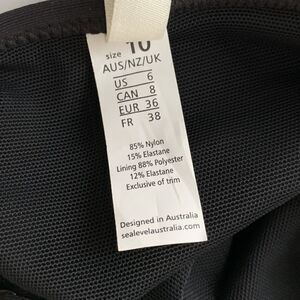 size 10
AUS/NZ/UK
US 6
CAN 8
EUR 36
FR 38
85% Nylon
15% Elastane
Lining 88% Polyester
12% Elastane
Exclusive of trim
Designed in Australia
sealevelaustralia.com